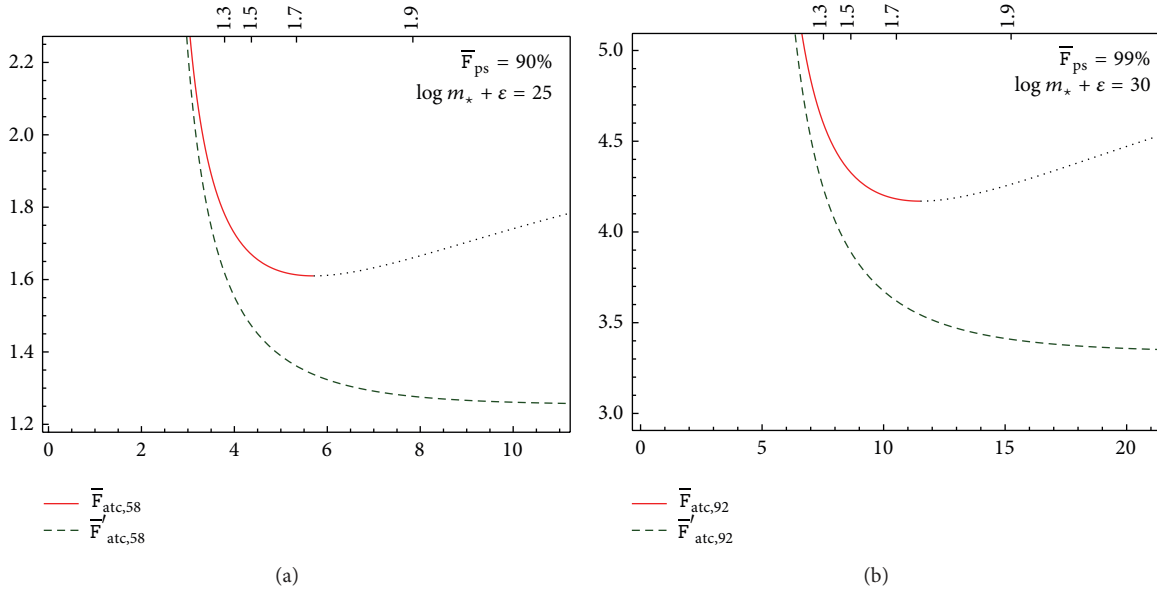 1.3 1.5 1.7 1.9
2.2
2.0
1.8
1.6
1.4
1.2
F̅ps = 90%
log m⋆ + ε = 25
0 2 4 6 8 10
F̅atc,58
F̅′atc,58
(a)
1.3 1.5 1.7 1.9
5.0
4.5
4.0
3.5
3.0
F̅ps = 99%
log m⋆ + ε = 30
0 5 10 15 20
F̅atc,92
F̅′atc,92
(b)